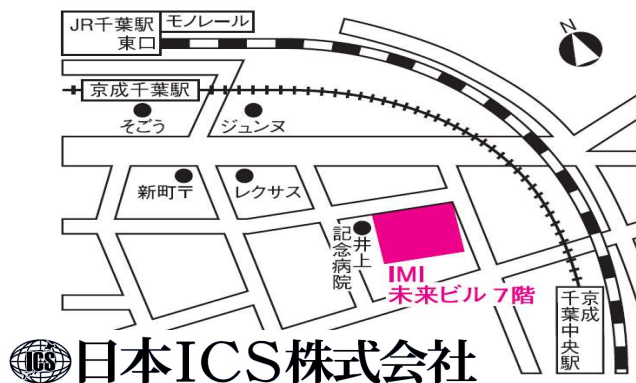 JR千葉駅
東口
モノレール
N
京成千葉駅
そごう
ジュンヌ
新町〒
レクサス
井上
記念病院
IMI
未来ビル 7階
京成
千葉中央駅
ICS
日本ICS株式会社